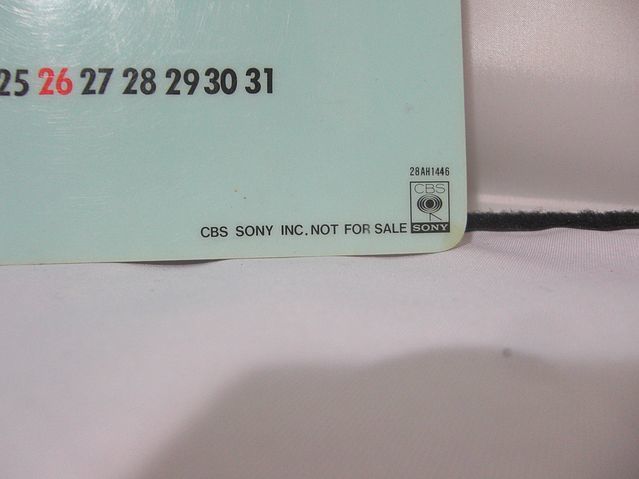 25 26 27 28 29 30 31
28AH1446
CBS
CBS SONY INC. NOT FOR SALE
SONY